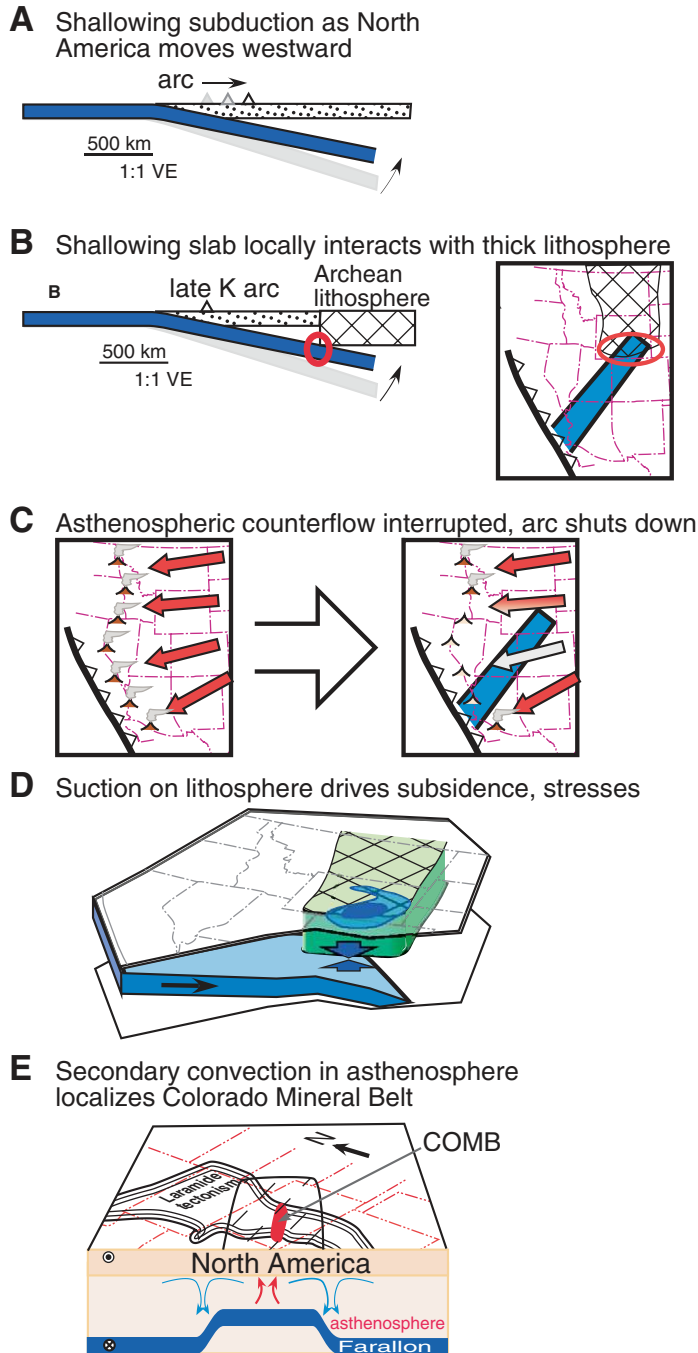 A Shallowing subduction as North
America moves westward
arc
500 km
1:1 VE
B Shallowing slab locally interacts with thick lithosphere
B
late K arc
Archean
lithosphere
500 km
1:1 VE
C Asthenospheric counterflow interrupted, arc shuts down
D Suction on lithosphere drives subsidence, stresses
E Secondary convection in asthenosphere
localizes Colorado Mineral Belt
N
COMB
Laramide
tectonism
North America
asthenosphere
Farallon